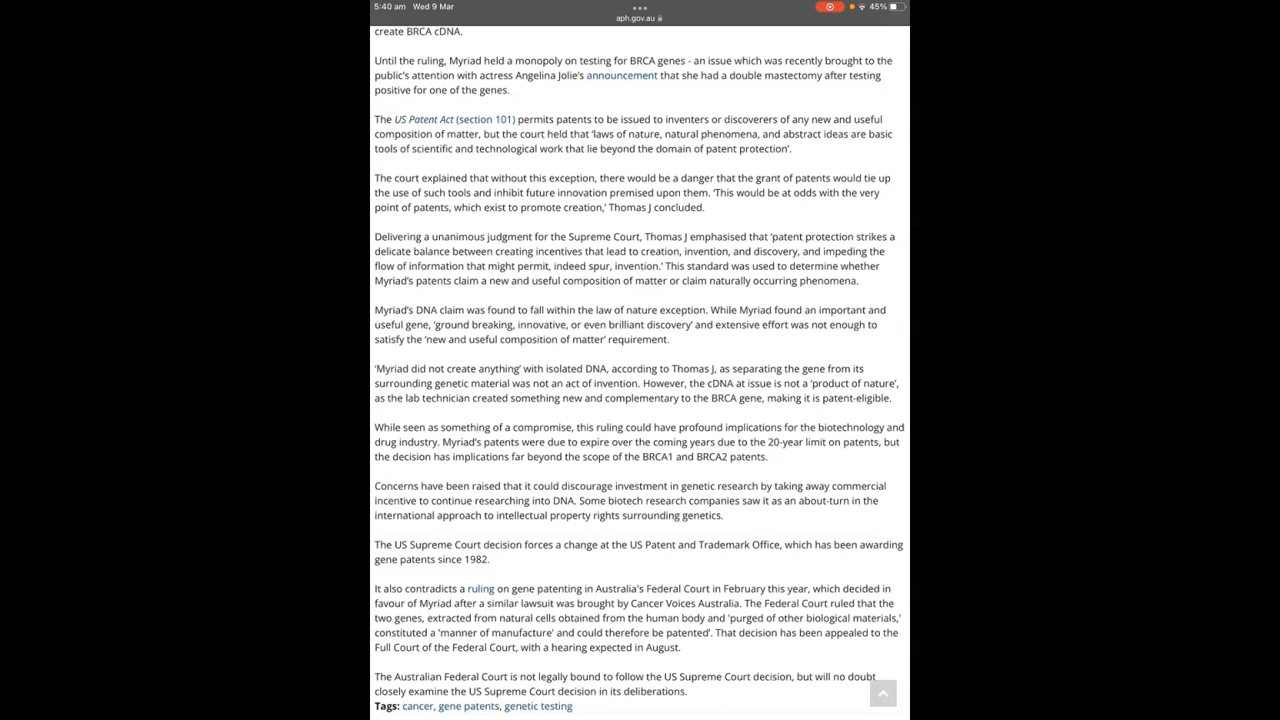 5:40 am Wed 9 Mar
45%
aph.gov.au
create BRCA cDNA.
Until the ruling, Myriad held a monopoly on testing for BRCA genes - an issue which was recently brought to the
public's attention with actress Angelina Jolie's announcement that she had a double mastectomy after testing
positive for one of the genes.
The US Patent Act (section 101) permits patents to be issued to inventers or discoverers of any new and useful
composition of matter, but the court held that 'laws of nature, natural phenomena, and abstract ideas are basic
tools of scientific and technological work that lie beyond the domain of patent protection'.
The court explained that without this exception, there would be a danger that the grant of patents would tie up
the use of such tools and inhibit future innovation premised upon them. 'This would be at odds with the very
point of patents, which exist to promote creation,' Thomas J concluded.
Delivering a unanimous judgment for the Supreme Court, Thomas J emphasised that 'patent protection strikes a
delicate balance between creating incentives that lead to creation, invention, and discovery, and impeding the
flow of information that might permit, indeed spur, invention.' This standard was used to determine whether
Myriad's patents claim a new and useful composition of matter or claim naturally occurring phenomena.
Myriad's DNA claim was found to fall within the law of nature exception. While Myriad found an important and
useful gene, 'ground breaking, innovative, or even brilliant discovery' and extensive effort was not enough to
satisfy the 'new and useful composition of matter' requirement.
'Myriad did not create anything' with isolated DNA, according to Thomas J, as separating the gene from its
surrounding genetic material was not an act of invention. However, the cDNA at issue is not a 'product of nature',
as the lab technician created something new and complementary to the BRCA gene, making it is patent-eligible.
While seen as something of a compromise, this ruling could have profound implications for the biotechnology and
drug industry. Myriad's patents were due to expire over the coming years due to the 20-year limit on patents, but
the decision has implications far beyond the scope of the BRCA1 and BRCA2 patents.
Concerns have been raised that it could discourage investment in genetic research by taking away commercial
incentive to continue researching into DNA. Some biotech research companies saw it as an about-turn in the
international approach to intellectual property rights surrounding genetics.
The US Supreme Court decision forces a change at the US Patent and Trademark Office, which has been awarding
gene patents since 1982.
It also contradicts a ruling on gene patenting in Australia's Federal Court in February this year, which decided in
favour of Myriad after a similar lawsuit was brought by Cancer Voices Australia. The Federal Court ruled that the
two genes, extracted from natural cells obtained from the human body and 'purged of other biological materials,'
constituted a 'manner of manufacture' and could therefore be patented'. That decision has been appealed to the
Full Court of the Federal Court, with a hearing expected in August.
The Australian Federal Court is not legally bound to follow the US Supreme Court decision, but will no doubt
closely examine the US Supreme Court decision in its deliberations.
Tags: cancer, gene patents, genetic testing